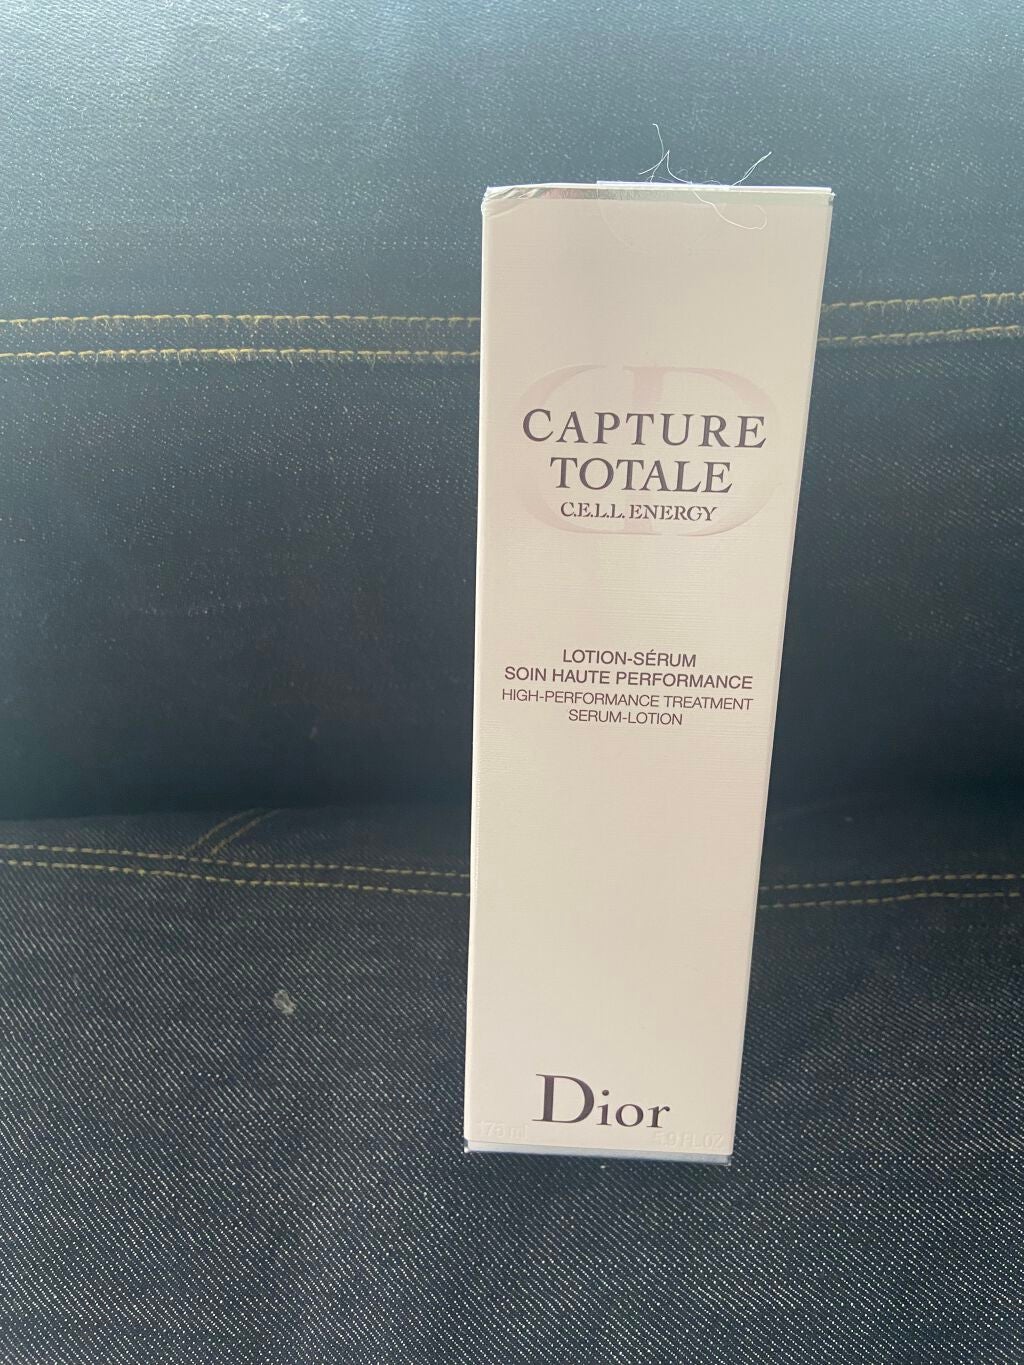 CAPTURE
TOTALE
C.E.L.L. ENERGY
LOTION-SÉRUM
SOIN HAUTE PERFORMANCE
HIGH-PERFORMANCE TREATMENT
SERUM-LOTION
Dior
175 ml 5.9 FL.OZ